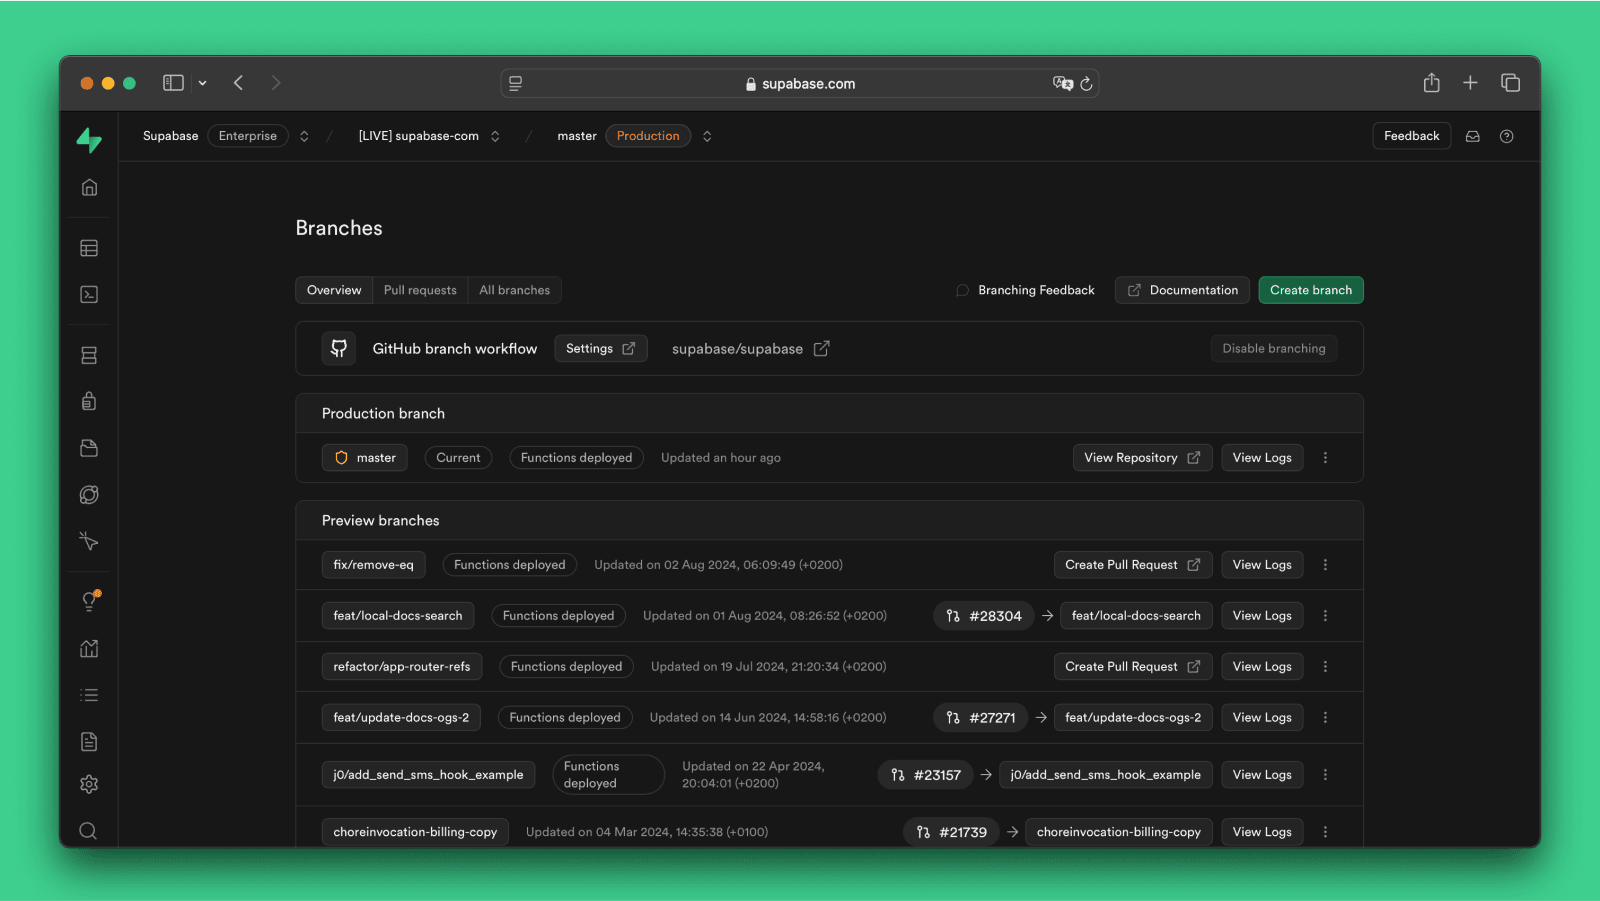 supabase.com
Supabase Enterprise / [LIVE] supabase-com / master Production Feedback
Branches
Overview Pull requests All branches Branching Feedback Documentation Create branch
GitHub branch workflow Settings supabase/supabase Disable branching
Production branch
master Current Functions deployed Updated an hour ago View Repository View Logs
Preview branches
fix/remove-eq Functions deployed Updated on 02 Aug 2024, 06:09:49 (+0200) Create Pull Request View Logs
feat/local-docs-search Functions deployed Updated on 01 Aug 2024, 08:26:52 (+0200) #28304 → feat/local-docs-search View Logs
refactor/app-router-refs Functions deployed Updated on 19 Jul 2024, 21:20:34 (+0200) Create Pull Request View Logs
feat/update-docs-ogs-2 Functions deployed Updated on 14 Jun 2024, 14:58:16 (+0200) #27271 → feat/update-docs-ogs-2 View Logs
j0/add_send_sms_hook_example Functions deployed Updated on 22 Apr 2024, 20:04:01 (+0200) #23157 → j0/add_send_sms_hook_example View Logs
choreinvocation-billing-copy Updated on 04 Mar 2024, 14:35:38 (+0100) #21739 → choreinvocation-billing-copy View Logs